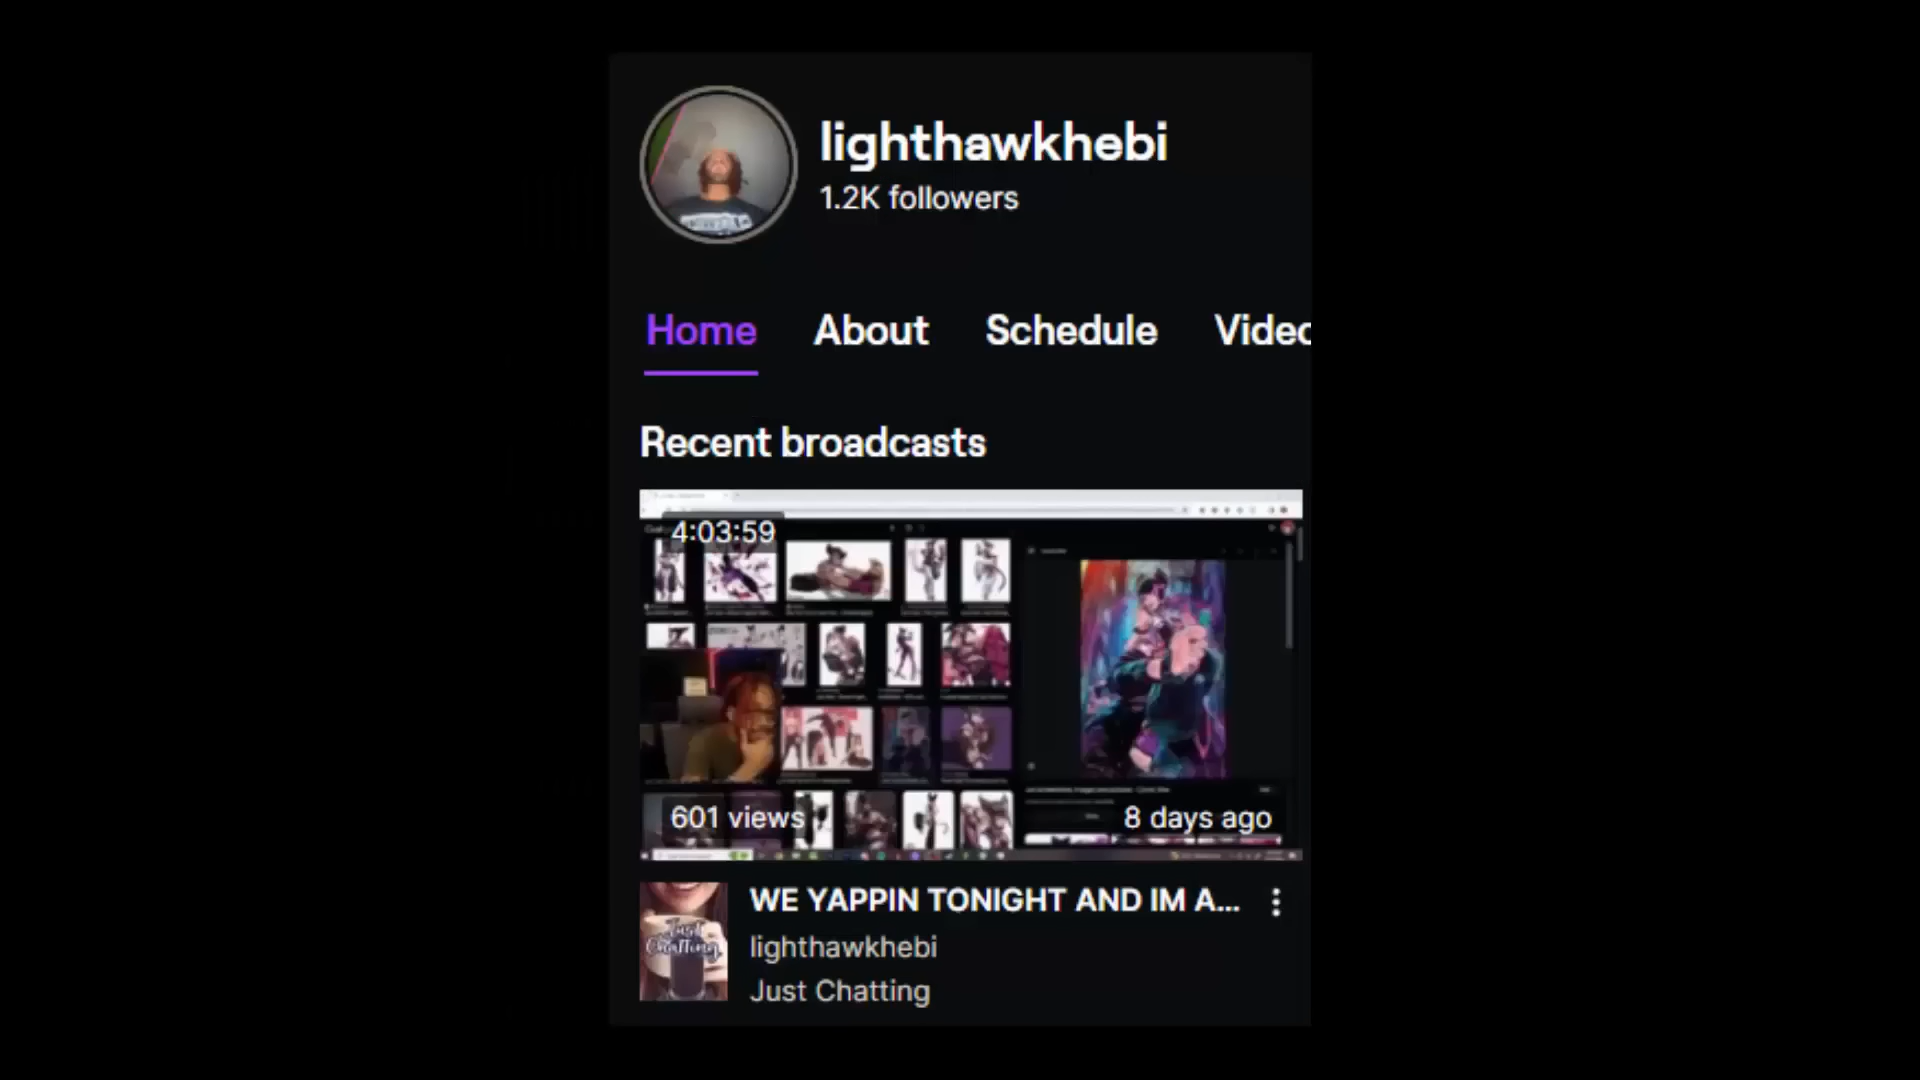 lighthawkhebi
1.2K followers
Home About Schedule Videc
Recent broadcasts
4:03:59
601 views
8 days ago
WE YAPPIN TONIGHT AND IM A...
lighthawkhebi
Just Chatting
Just
Chatting